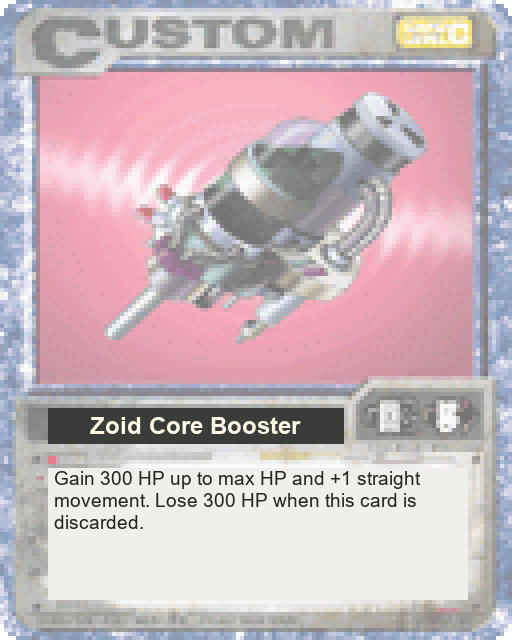 CUSTOM
Zoid Core Booster
Gain 300 HP up to max HP and +1 straight
movement. Lose 300 HP when this card is
discarded.